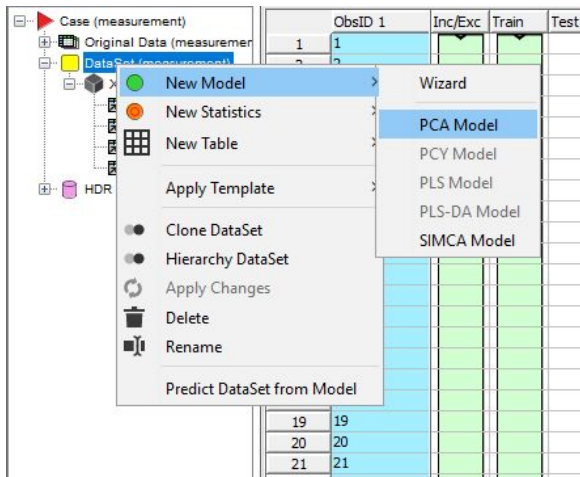 Case (measurement)
Original Data (measuremer
DataSet (measurement)
HDR
ObsID 1
Inc/Exc
Train
Test
1
1
New Model
New Statistics
New Table
Apply Template
Clone DataSet
Hierarchy DataSet
Apply Changes
Delete
Rename
Predict DataSet from Model
Wizard
PCA Model
PCY Model
PLS Model
PLS-DA Model
SIMCA Model
19
19
20
20
21
21